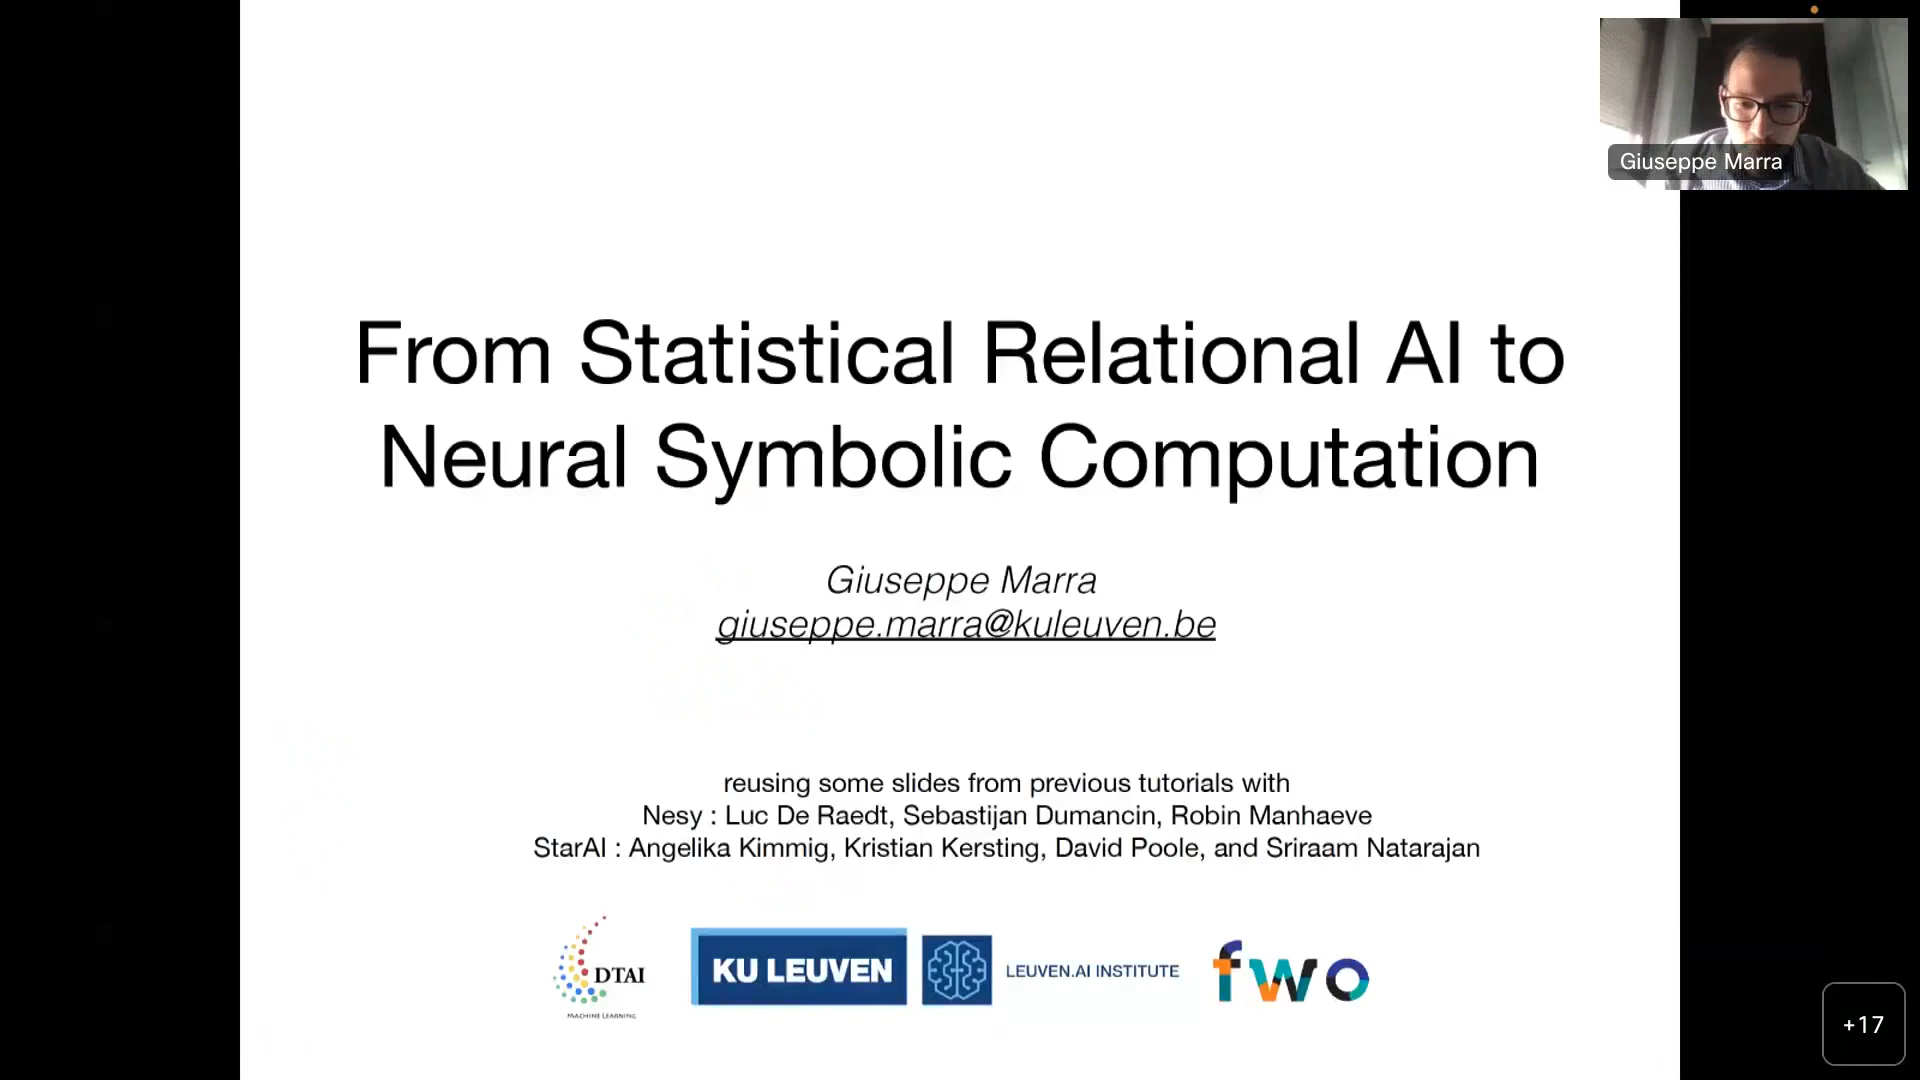 Giuseppe Marra
From Statistical Relational AI to
Neural Symbolic Computation
Giuseppe Marra
giuseppe.marra@kuleuven.be
reusing some slides from previous tutorials with
Nesy : Luc De Raedt, Sebastijan Dumancin, Robin Manhaeve
StarAI : Angelika Kimmig, Kristian Kersting, David Poole, and Sriraam Natarajan
DTAI
MACHINE LEARNING
KU LEUVEN
LEUVEN.AI INSTITUTE
fwo
+17